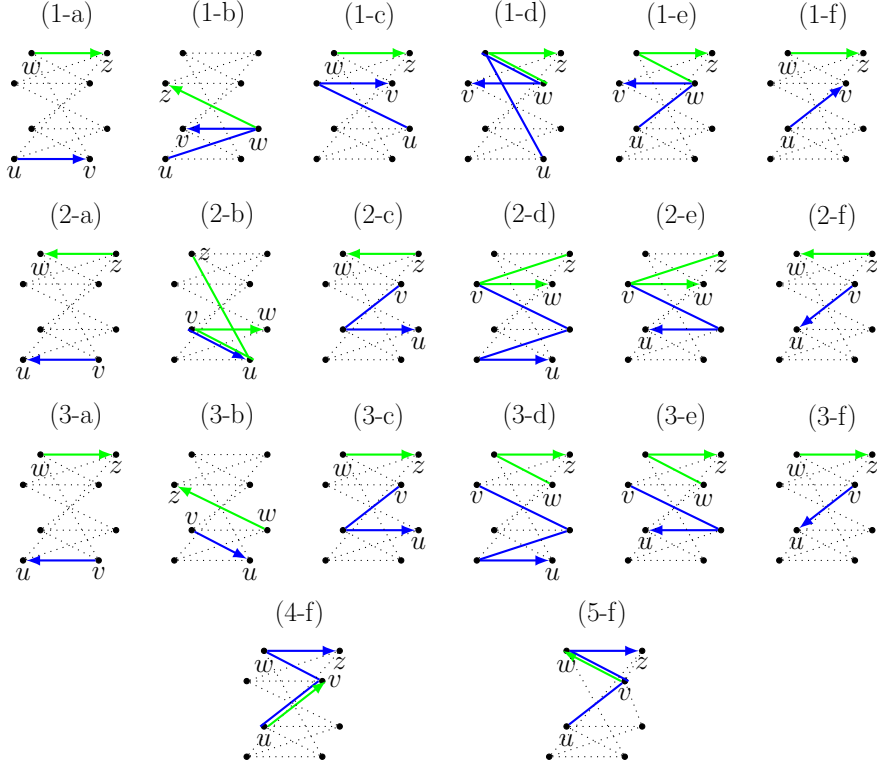 (1-a) (1-b) (1-c) (1-d) (1-e) (1-f)
w z w z z w z w z
z v v w v w v
v w u
u v u u u u
(2-a) (2-b) (2-c) (2-d) (2-e) (2-f)
w z z w z z z w z
v w v v w v w v
u u u u
u v u u
(3-a) (3-b) (3-c) (3-d) (3-e) (3-f)
w z w z z z w z
z v w v v w v w v
u u u
u v u u
(4-f) (5-f)
w z w z
v v
u u